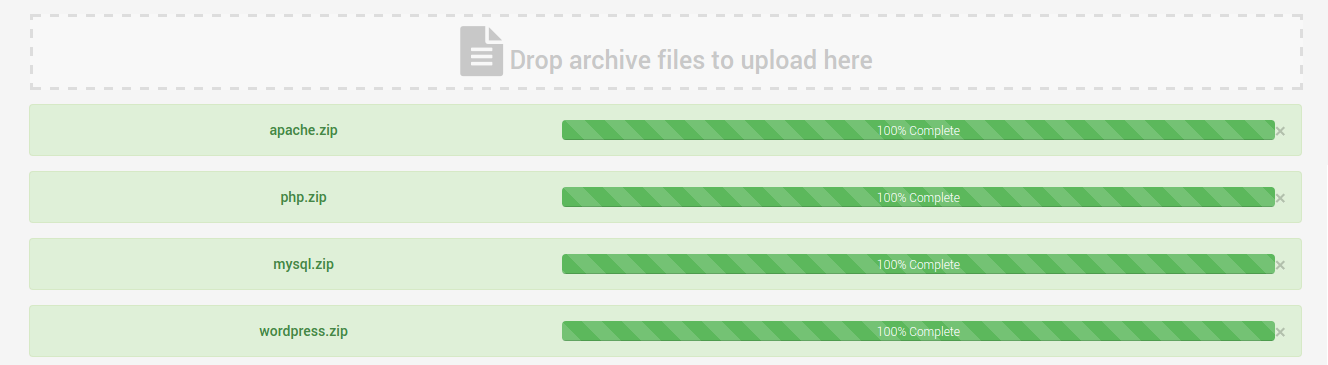 Drop archive files to upload here
apache.zip 100% Complete ×
php.zip 100% Complete ×
mysql.zip 100% Complete ×
wordpress.zip 100% Complete ×